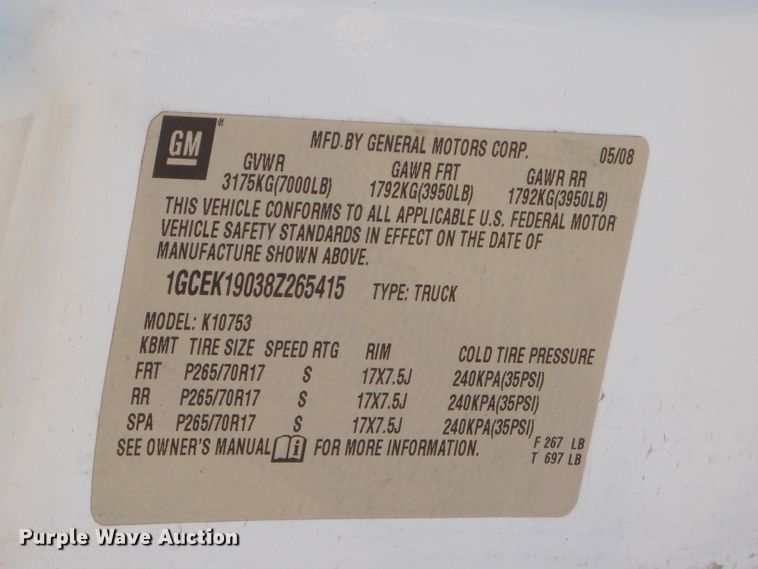 GM®
MFD BY GENERAL MOTORS CORP. 05/08
GVWR GAWR FRT GAWR RR
3175KG(7000LB) 1792KG(3950LB) 1792KG(3950LB)
THIS VEHICLE CONFORMS TO ALL APPLICABLE U.S. FEDERAL MOTOR
VEHICLE SAFETY STANDARDS IN EFFECT ON THE DATE OF
MANUFACTURE SHOWN ABOVE.
1GCEK19038Z265415 TYPE: TRUCK
MODEL: K10753
KBMT TIRE SIZE SPEED RTG RIM COLD TIRE PRESSURE
FRT P265/70R17 S 17X7.5J 240KPA(35PSI)
RR P265/70R17 S 17X7.5J 240KPA(35PSI)
SPA P265/70R17 S 17X7.5J 240KPA(35PSI)
SEE OWNER'S MANUAL i FOR MORE INFORMATION.
F 267 LB
T 697 LB
Purple Wave Auction